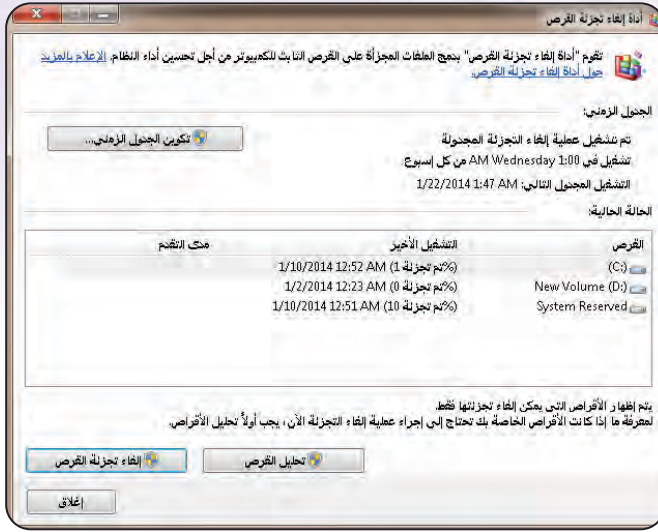 أداة إلغاء تجزئة القرص
تقوم "أداة إلغاء تجزئة القرص" بدمج الملفات المجزأة على القرص الثابت للكمبيوتر من أجل تحسين أداء النظام. الإعلام بالمزيد
حول أداة إلغاء تجزئة القرص.
الجدول الزمني:
تم تشغيل عملية إلغاء التجزئة المجدولة
تكوين الجدول الزمني...
تشغيل في 1:00 AM Wednesday من كل إسبوع
التشغيل المجدول التالي: 1/22/2014 1:47 AM
الحالة الحالية:
القرص التشغيل الأخير مدى التقدم
(C:) 1/10/2014 12:52 AM (%تم تجزئة 1)
New Volume (D:) 1/2/2014 12:23 AM (%تم تجزئة 0)
System Reserved 1/10/2014 12:51 AM (%تم تجزئة 10)
يتم إظهار الأقراص التي يمكن إلغاء تجزئتها فقط.
لمعرفة ما إذا كانت الأقراص الخاصة بك تحتاج إلى إجراء عملية إلغاء التجزئة الآن، يجب أولاً تحليل الأقراص.
تحليل القرص إلغاء تجزئة القرص
إغلاق